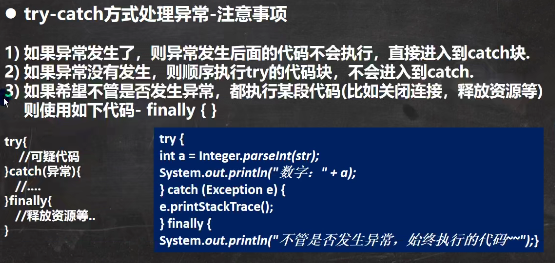 ● try-catch方式处理异常-注意事项
1) 如果异常发生了，则异常发生后面的代码不会执行，直接进入到catch块.
2) 如果异常没有发生，则顺序执行try的代码块，不会进入到catch.
3) 如果希望不管是否发生异常，都执行某段代码(比如关闭连接，释放资源等)
则使用如下代码- finally { }
try{
//可疑代码
}catch(异常){
//....
}finally{
//释放资源等..
}
try {
int a = Integer.parseInt(str);
System.out.println("数字：" + a);
} catch (Exception e) {
e.printStackTrace();
} finally {
System.out.println("不管是否发生异常，始终执行的代码~~");}